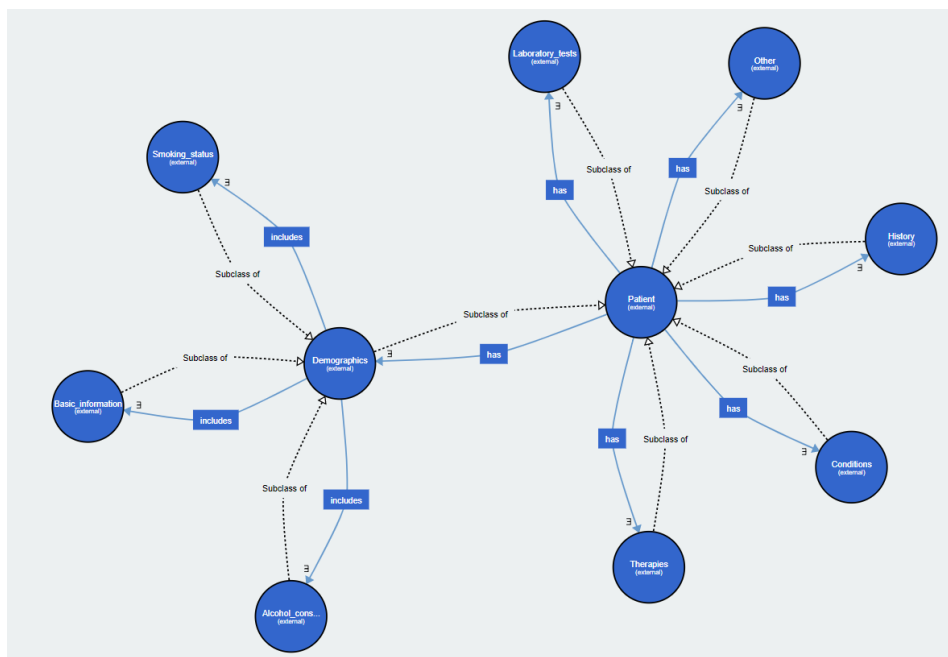 Laboratory_tests
(external)
Other
(external)
Smoking_status
(external)
Ǝ
Ǝ
Ǝ
Subclass of
has
has
Subclass of
includes
History
(external)
Subclass of
Ǝ
Subclass of
Patient
(external)
has
Subclass of
Demographics
(external)
Ǝ
has
Subclass of
Subclass of
Basic_information
(external)
Ǝ
includes
has
has
Subclass of
Ǝ
Conditions
(external)
Subclass of
includes
Ǝ
Therapies
(external)
Ǝ
Alcohol_cons...
(external)